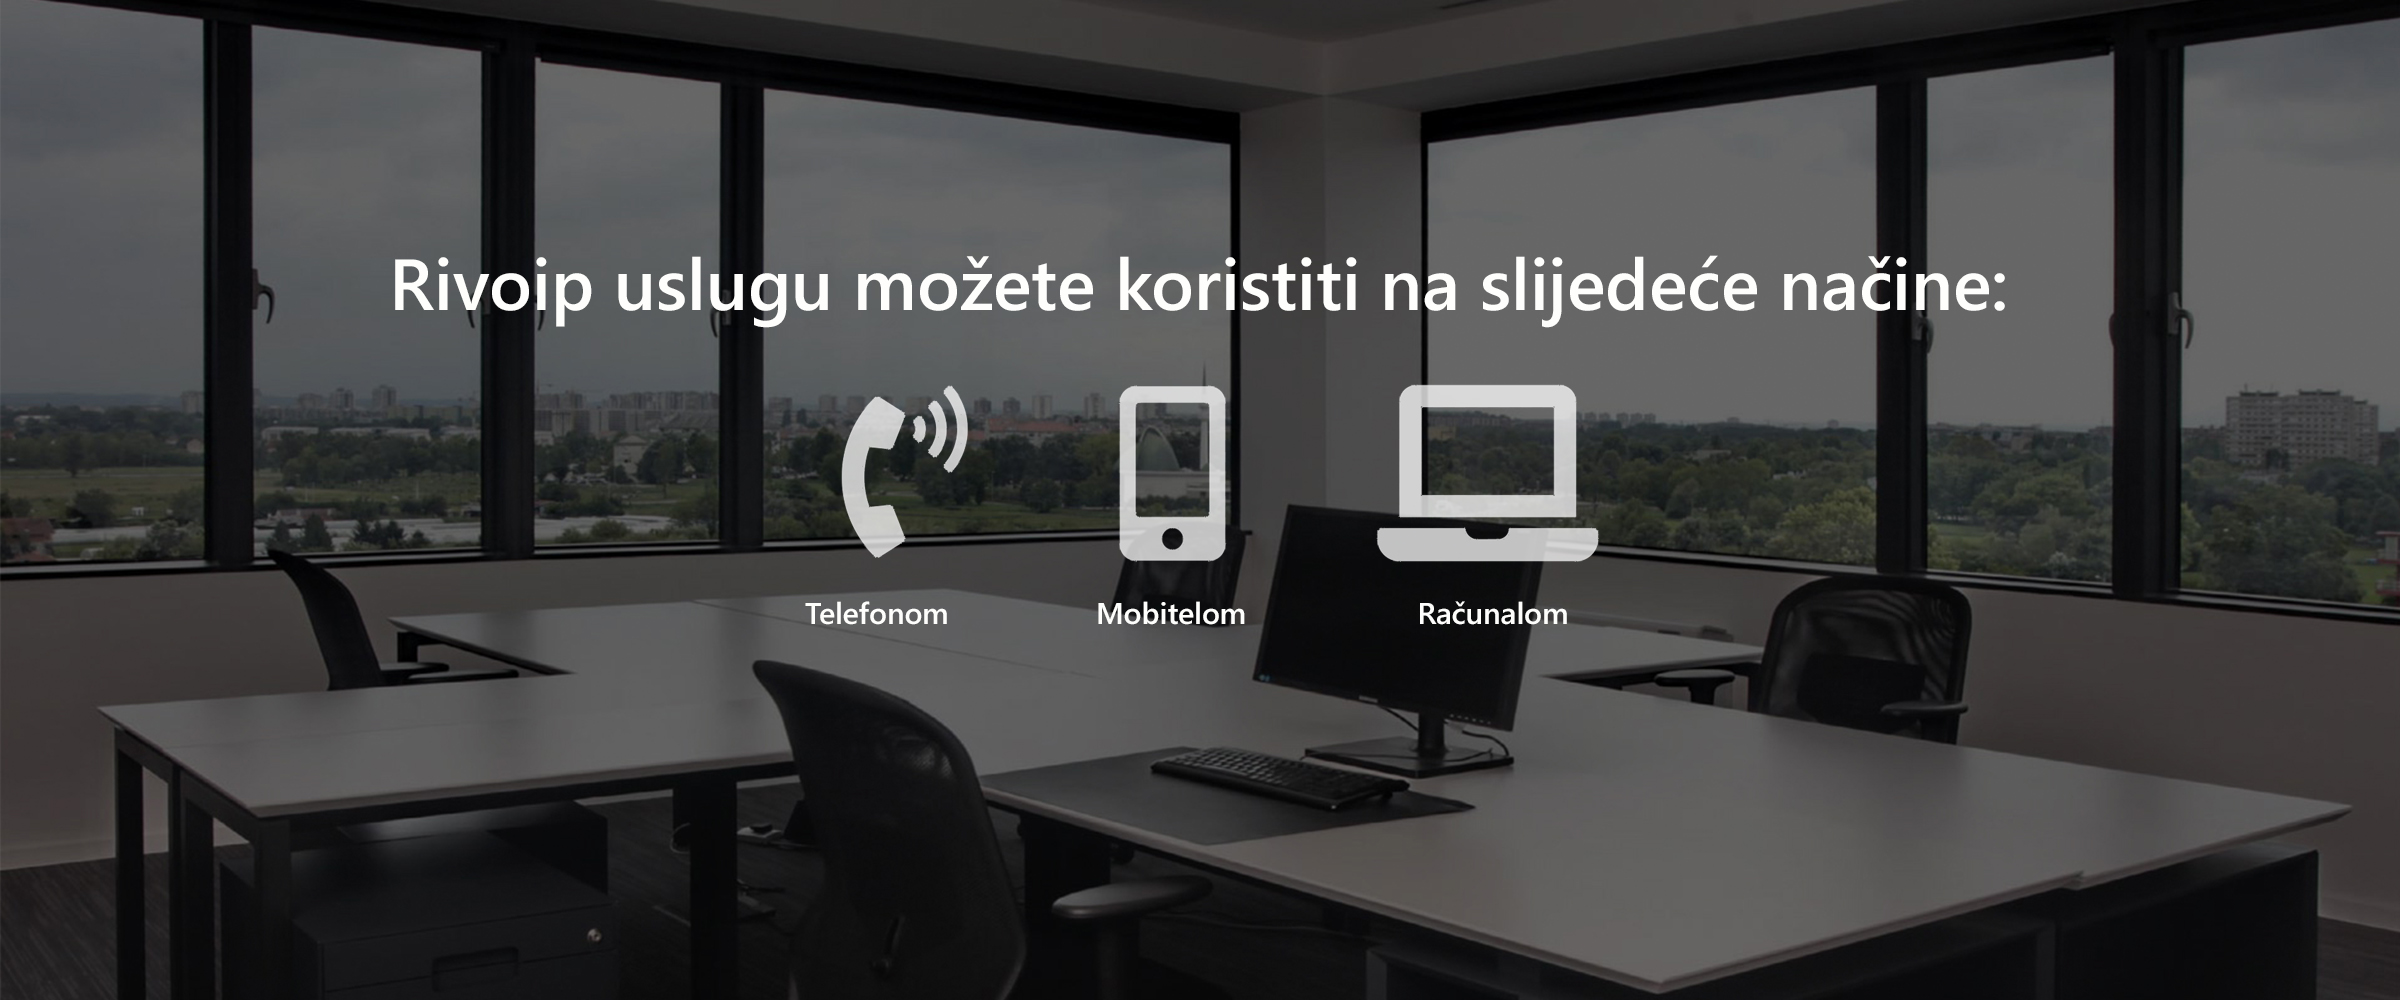 Rivoip uslugu možete koristiti na slijedeće načine:
Telefonom
Mobitelom
Računalom